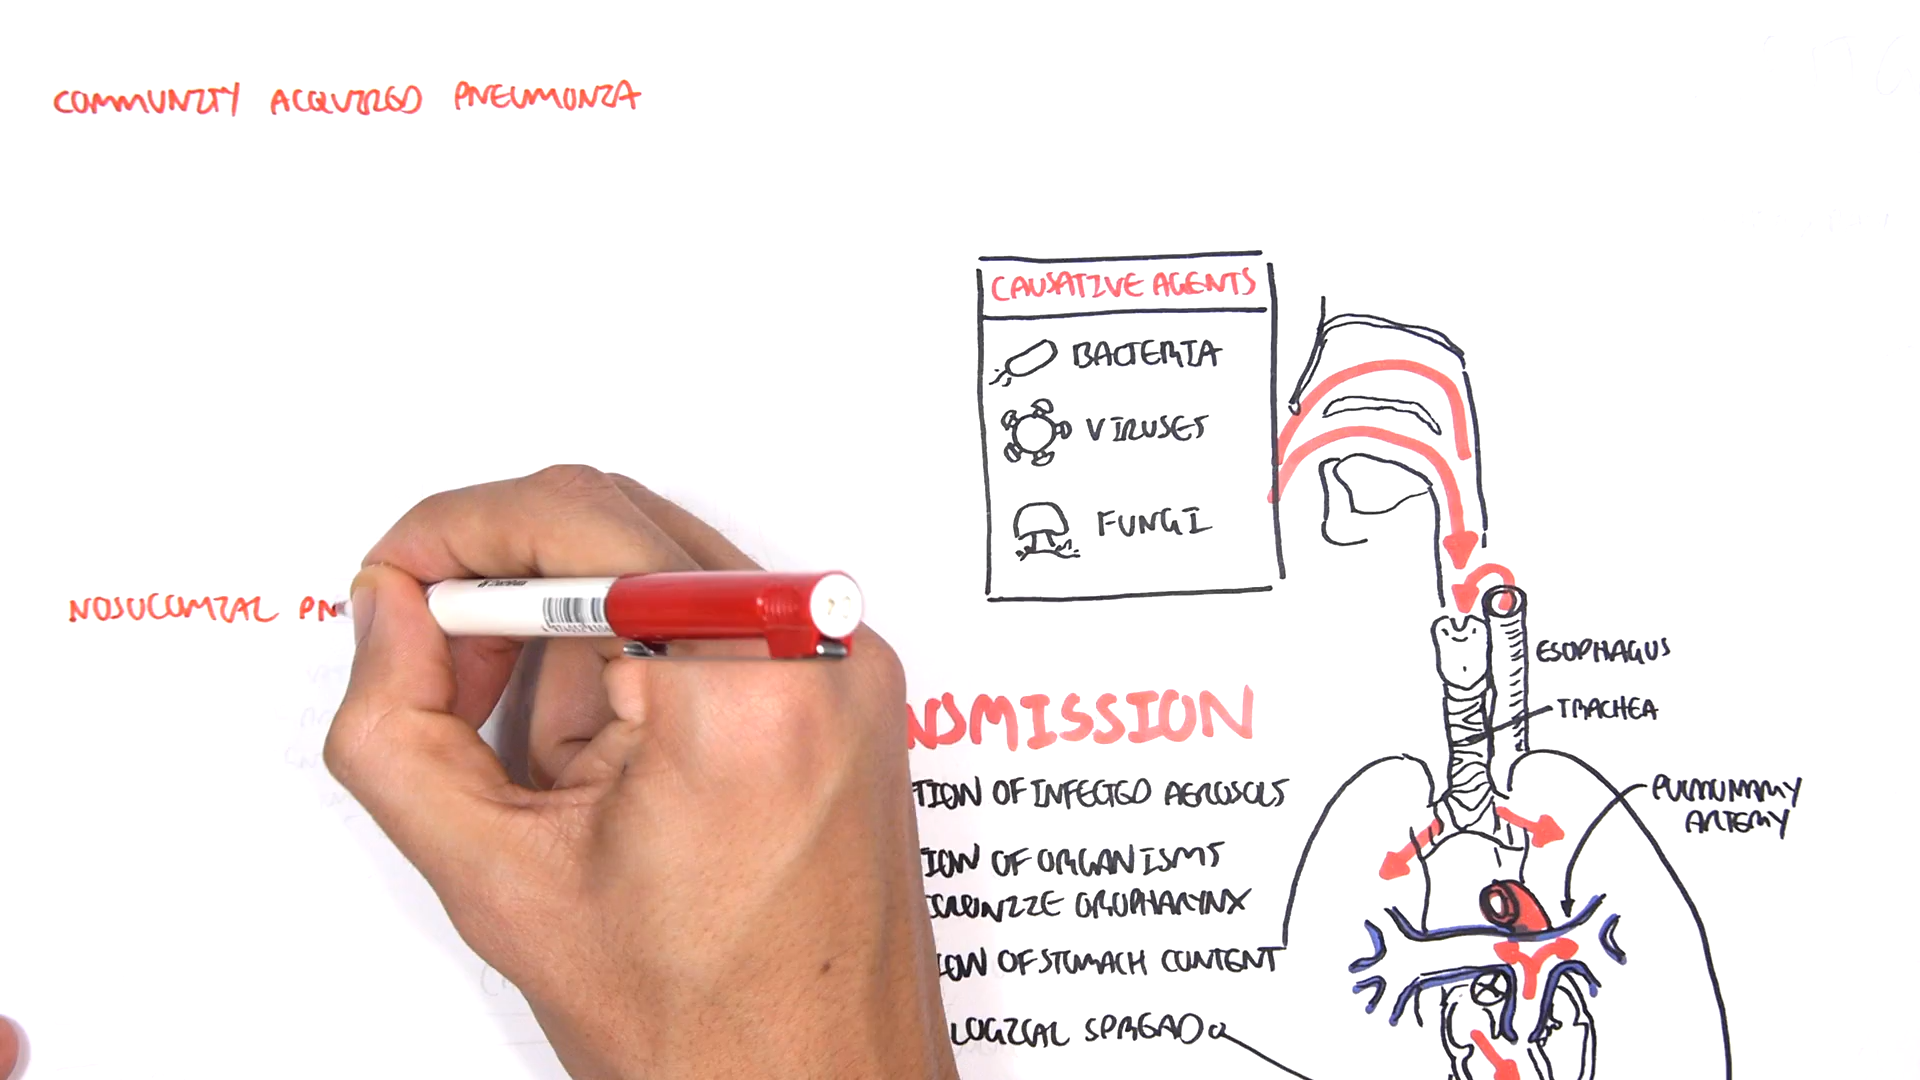 COMMUNITY ACQUIRED PNEUMONIA
CAUSATIVE AGENTS
BACTERIA
VIRUSES
FUNGI
NOSOCOMIAL PN
ESOPHAGUS
TRACHEA
NSMISSION
PULMONARY
ARTERY
TION OF INFECTED AEROSOLS
ION OF ORGANISMS
OROPHARYNX
ION OF STOMACH CONTENT
LOGICAL SPREAD